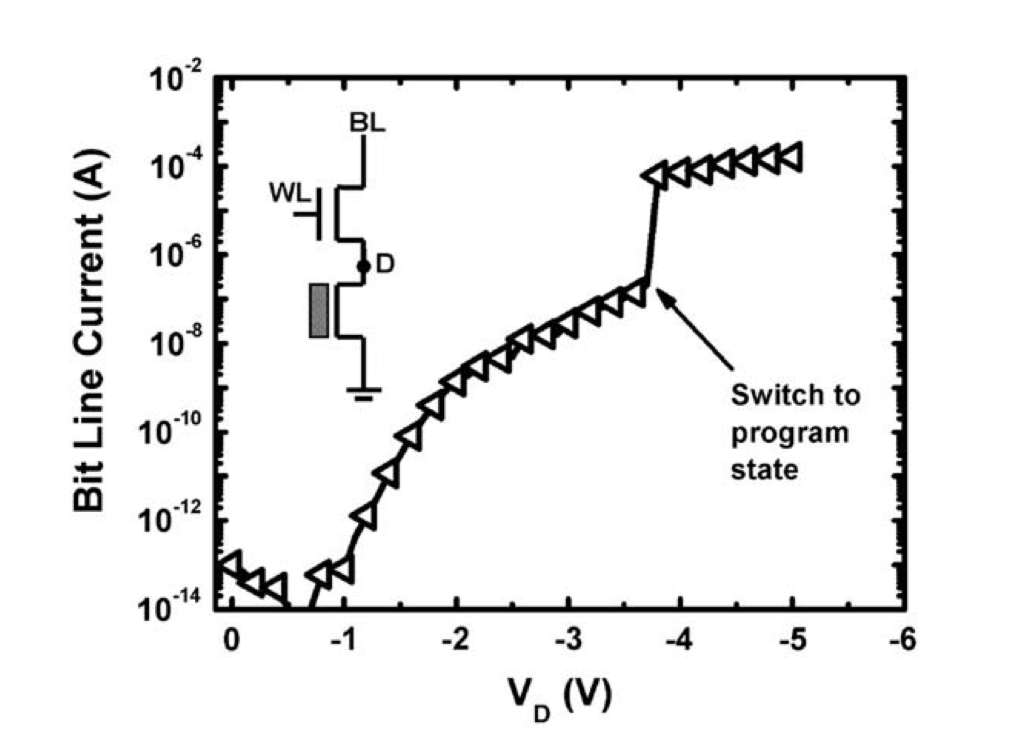 10-2
10-4
10-6
10-8
10-10
10-12
10-14
Bit Line Current (A)
BL
WL
D
Switch to
program
state
0 -1 -2 -3 -4 -5 -6
VD (V)